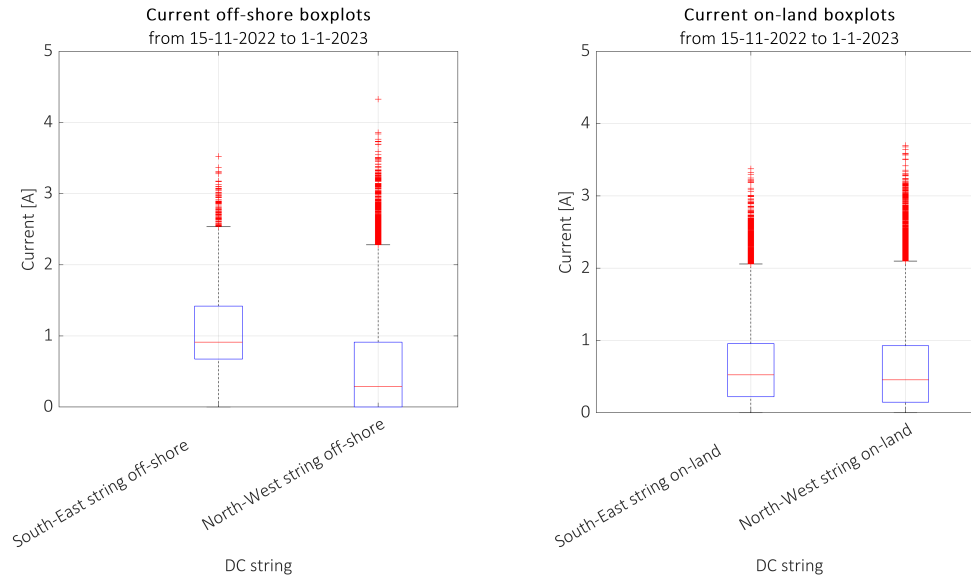 Current off-shore boxplots
from 15-11-2022 to 1-1-2023
5
4
3
2
1
0
Current [A]
South-East string off-shore
North-West string off-shore
DC string
Current on-land boxplots
from 15-11-2022 to 1-1-2023
5
4
3
2
1
0
Current [A]
South-East string on-land
North-West string on-land
DC string